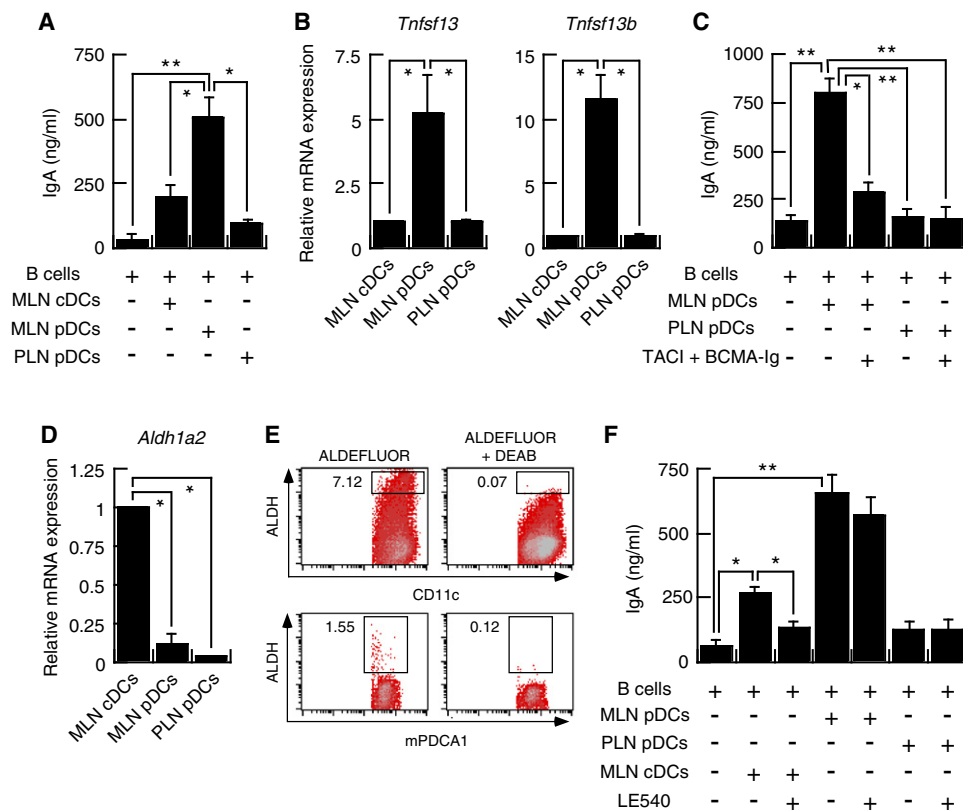 A
750
500
250
0
IgA (ng/ml)
**
*
*
B cells + + + +
MLN cDCs - + - -
MLN pDCs - - + -
PLN pDCs - - - +
B
Tnfsf13
7.5
5
2.5
0
Relative mRNA expression
* *
MLN cDCs
MLN pDCs
PLN pDCs
Tnfsf13b
15
10
5
0
* *
MLN cDCs
MLN pDCs
PLN pDCs
C
1000
750
500
250
0
IgA (ng/ml)
** **
* **
B cells + + + + +
MLN pDCs - + + - -
PLN pDCs - - - + +
TACI + BCMA-Ig - - + - +
D
Aldh1a2
1.25
1
0.75
0.5
0.25
0
Relative mRNA expression
* *
MLN cDCs
MLN pDCs
PLN pDCs
E
ALDEFLUOR
ALDEFLUOR
+ DEAB
7.12
0.07
ALDH
CD11c
1.55
0.12
ALDH
mPDCA1
F
750
500
250
0
IgA (ng/ml)
**
* *
B cells + + + + + + +
MLN pDCs - - - + + - -
PLN pDCs - - - - - + +
MLN cDCs - + + - - - -
LE540 - - + - + - +